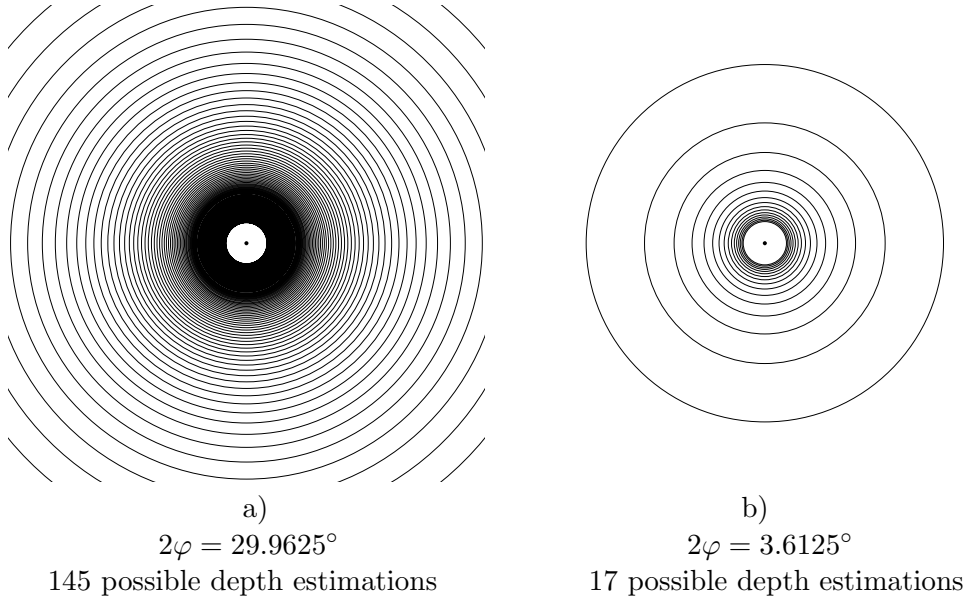 a)
2φ = 29.9625°
145 possible depth estimations
b)
2φ = 3.6125°
17 possible depth estimations